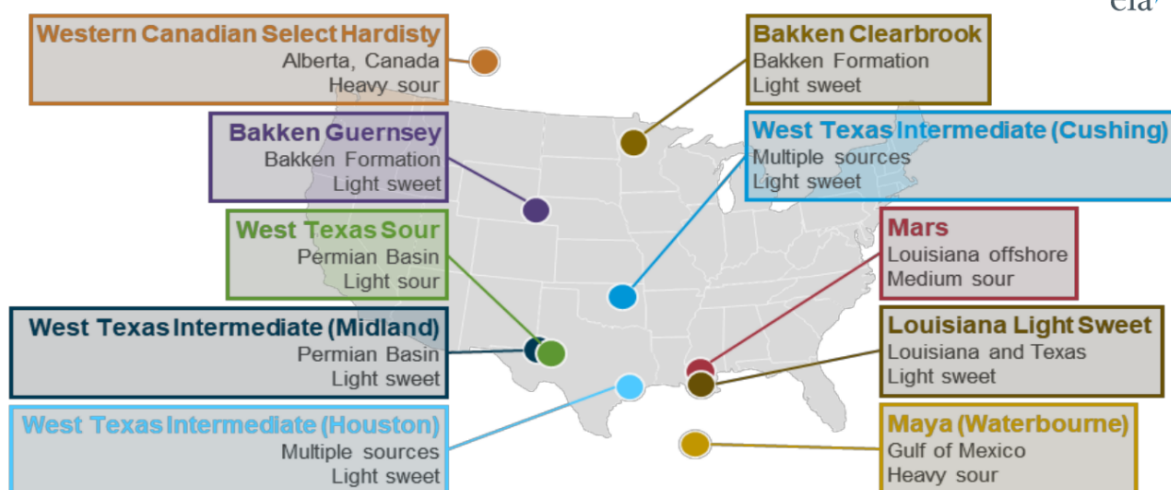 eia
Western Canadian Select Hardisty
Alberta, Canada
Heavy sour
Bakken Clearbrook
Bakken Formation
Light sweet
Bakken Guernsey
Bakken Formation
Light sweet
West Texas Intermediate (Cushing)
Multiple sources
Light sweet
West Texas Sour
Permian Basin
Light sour
Mars
Louisiana offshore
Medium sour
West Texas Intermediate (Midland)
Permian Basin
Light sweet
Louisiana Light Sweet
Louisiana and Texas
Light sweet
West Texas Intermediate (Houston)
Multiple sources
Light sweet
Maya (Waterbourne)
Gulf of Mexico
Heavy sour